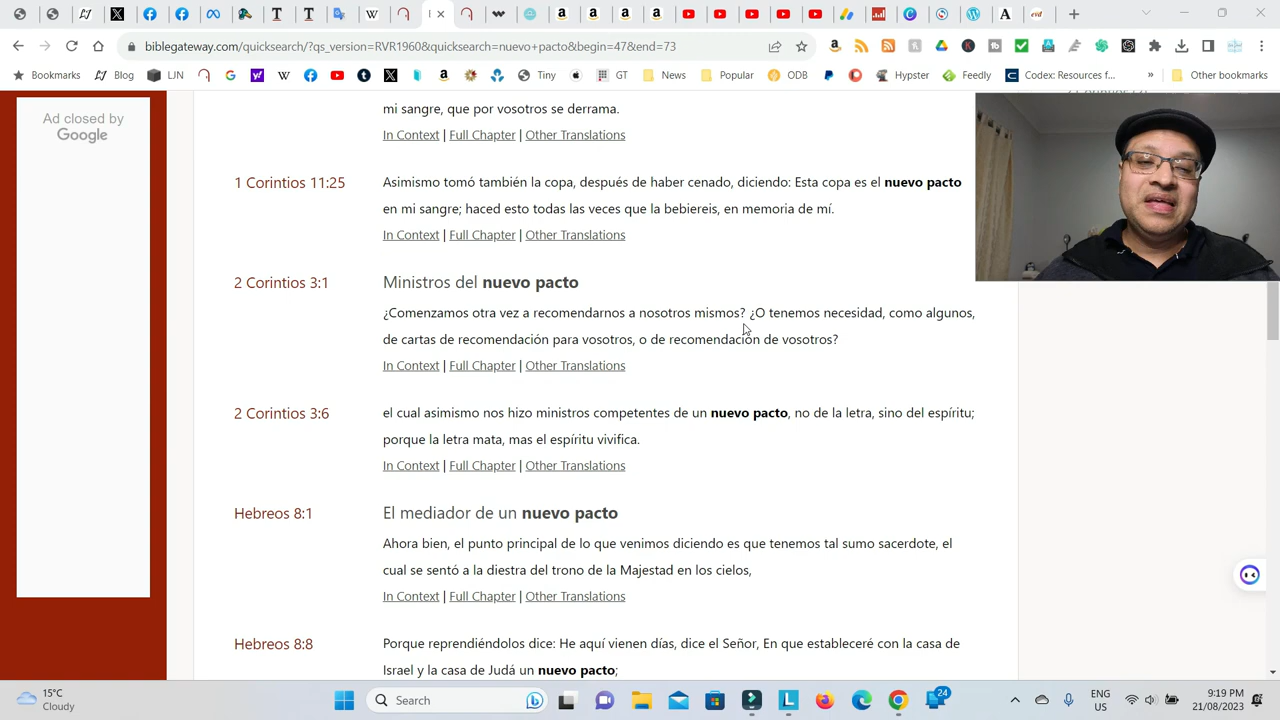 biblegateway.com/quicksearch/?qs_version=RVR1960&quicksearch=nuevo+pacto&begin=47&end=73
Bookmarks
Blog
LJN
Tiny
GT
News
Popular
ODB
Hypster
Feedly
Codex: Resources f...
»
Other bookmarks
Ad closed by
Google
mi sangre, que por vosotros se derrama.
In Context | Full Chapter | Other Translations
1 Corintios 11:25
Asimismo tomó también la copa, después de haber cenado, diciendo: Esta copa es el nuevo pacto
en mi sangre; haced esto todas las veces que la bebiereis, en memoria de mí.
In Context | Full Chapter | Other Translations
2 Corintios 3:1
Ministros del nuevo pacto
¿Comenzamos otra vez a recomendarnos a nosotros mismos? ¿O tenemos necesidad, como algunos,
de cartas de recomendación para vosotros, o de recomendación de vosotros?
In Context | Full Chapter | Other Translations
2 Corintios 3:6
el cual asimismo nos hizo ministros competentes de un nuevo pacto, no de la letra, sino del espíritu;
porque la letra mata, mas el espíritu vivifica.
In Context | Full Chapter | Other Translations
Hebreos 8:1
El mediador de un nuevo pacto
Ahora bien, el punto principal de lo que venimos diciendo es que tenemos tal sumo sacerdote, el
cual se sentó a la diestra del trono de la Majestad en los cielos,
In Context | Full Chapter | Other Translations
Hebreos 8:8
Porque reprendiéndolos dice: He aquí vienen días, dice el Señor, En que estableceré con la casa de
Israel y la casa de Judá un nuevo pacto;
15°C
Cloudy
Search
24
ENG
US
9:19 PM
21/08/2023